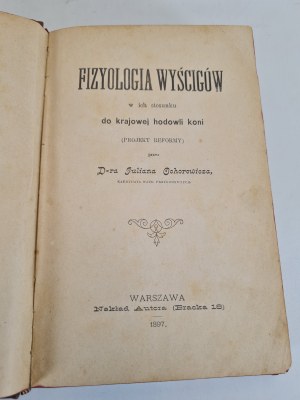 FIZYOLOGIA WYŚCIGÓW
w ich stosunku
do krajowej hodowli koni
(PROJEKT REFORMY)
przez
D-ra Juliana Ochorowicza,
WARSZAWA
Nakład Autora (Bracka 18)
1897.